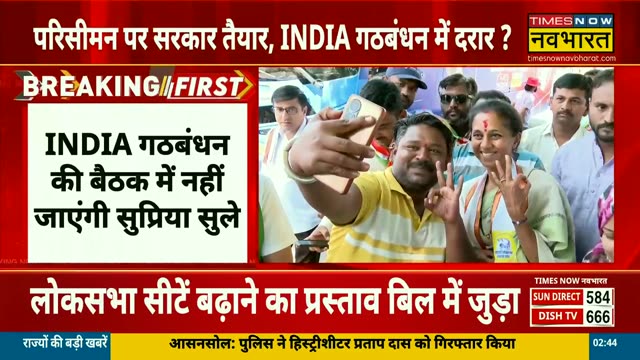 परिसीमन पर सरकार तैयार, INDIA गठबंधन में दरार ?
TIMES NOW
नवभारत
timesnownavbharat.com
BREAKING FIRST
INDIA गठबंधन
की बैठक में नहीं
जाएंगी सुप्रिया सुले
लोकसभा सीटें बढ़ाने का प्रस्ताव बिल में जुड़ा
TIMES NOW नवभारत
SUN DIRECT 584
DISH TV 666
राज्यों की बड़ी खबरें
आसनसोल: पुलिस ने हिस्ट्रीशीटर प्रताप दास को गिरफ्तार किया
02:44